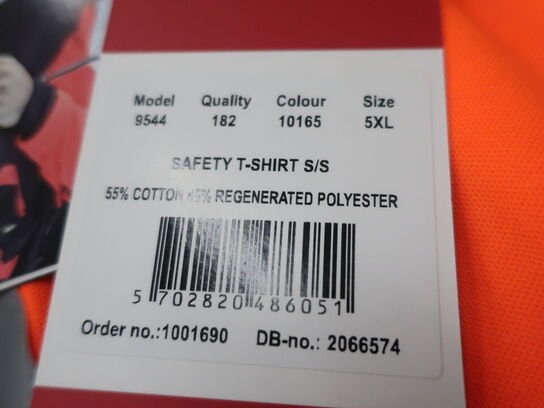 Model Quality Colour Size
9544 182 10165 5XL
SAFETY T-SHIRT S/S
55% COTTON 45% REGENERATED POLYESTER
5 702820 486051
Order no.:1001690 DB-no.: 2066574